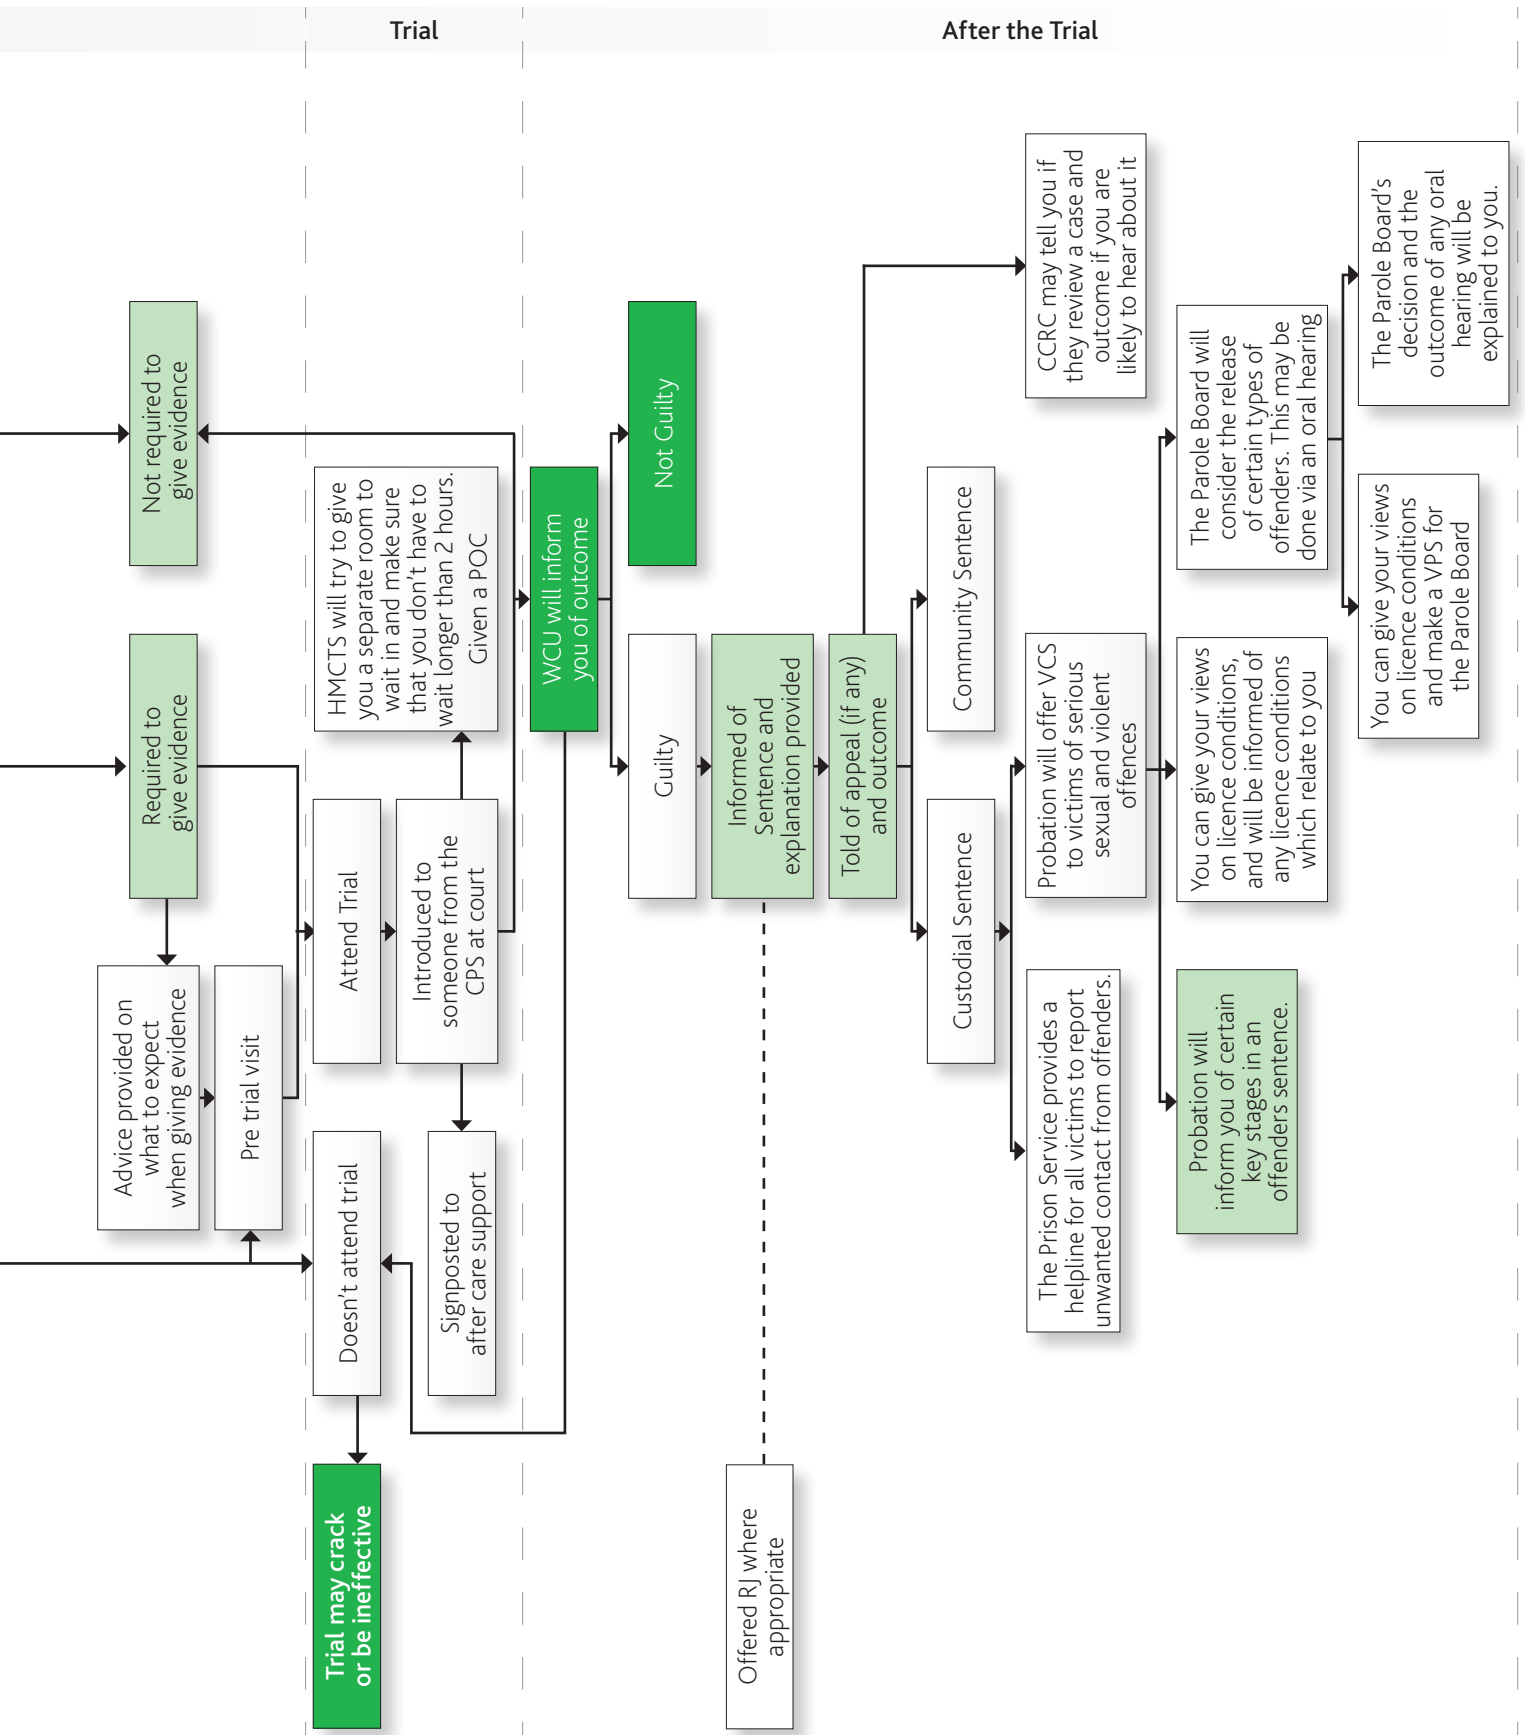 Trial
After the Trial
Not required to
give evidence
Required to
give evidence
Advice provided on
what to expect
when giving evidence
Pre trial visit
HMCTS will try to give
you a separate room to
wait in and make sure
that you don't have to
wait longer than 2 hours.
Given a POC
Attend Trial
Introduced to
someone from the
CPS at court
Doesn't attend trial
Signposted to
after care support
Trial may crack
or be ineffective
WCU will inform
you of outcome
Not Guilty
Guilty
Informed of
Sentence and
explanation provided
Offered RJ where
appropriate
Told of appeal (if any)
and outcome
Community Sentence
Custodial Sentence
CCRC may tell you if
they review a case and
outcome if you are
likely to hear about it
Probation will offer VCS
to victims of serious
sexual and violent
offences
The Prison Service provides a
helpline for all victims to report
unwanted contact from offenders.
The Parole Board will
consider the release
of certain types of
offenders. This may be
done via an oral hearing
You can give your views
on licence conditions,
and will be informed of
any licence conditions
which relate to you
Probation will
inform you of certain
key stages in an
offenders sentence.
The Parole Board's
decision and the
outcome of any oral
hearing will be
explained to you.
You can give your views
on licence conditions
and make a VPS for
the Parole Board